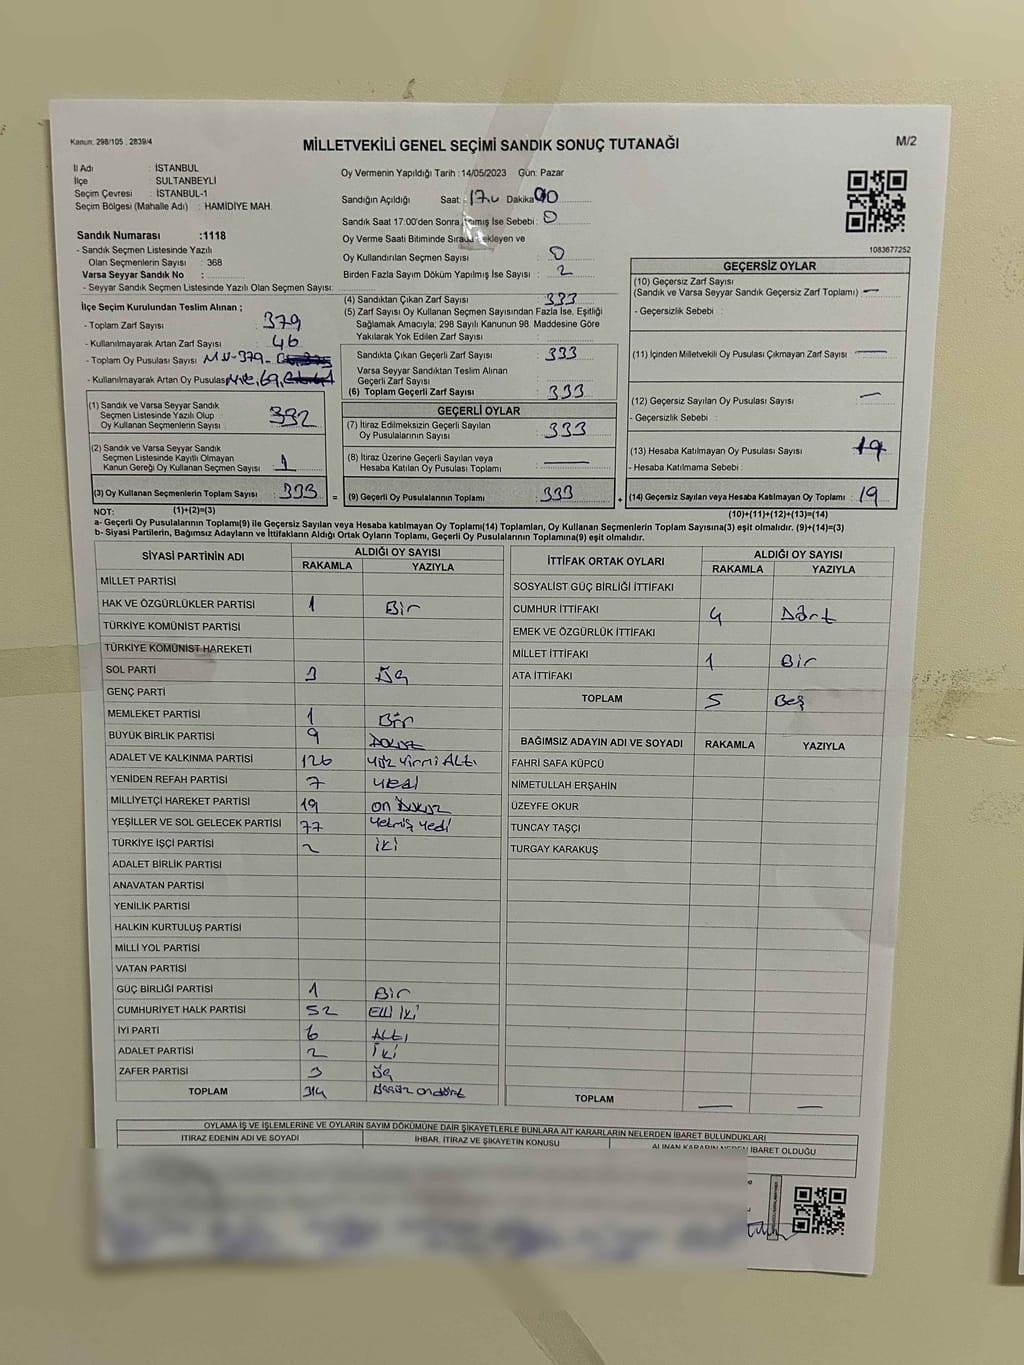 Kanun: 298/105 , 2839/4
MİLLETVEKİLİ GENEL SEÇİMİ SANDIK SONUÇ TUTANAĞI
M/2
İl Adı : İSTANBUL
İlçe : SULTANBEYLİ
Seçim Çevresi : İSTANBUL-1
Seçim Bölgesi (Mahalle Adı) : HAMİDİYE MAH.
Sandık Numarası :1118
- Sandık Seçmen Listesinde Yazılı
Olan Seçmenlerin Sayısı : 368
Varsa Seyyar Sandık No :
- Seyyar Sandık Seçmen Listesinde Yazılı Olan Seçmen Sayısı:
Oy Vermenin Yapıldığı Tarih :14/05/2023 Gün: Pazar
Sandığın Açıldığı Saat: 17.0 Dakika 00
Sandık Saat 17:00'den Sonra Açılmış İse Sebebi : 0
Oy Verme Saati Bitiminde Sırada Bekleyen ve
Oy Kullandırılan Seçmen Sayısı : 0
Birden Fazla Sayım Döküm Yapılmış İse Sayısı : 2
1083677252
İlçe Seçim Kurulundan Teslim Alınan ;
- Toplam Zarf Sayısı : 379
- Kullanılmayarak Artan Zarf Sayısı : 46
- Toplam Oy Pusulası Sayısı MV-379-
- Kullanılmayarak Artan Oy Pusulası
(1) Sandık ve Varsa Seyyar Sandık
Seçmen Listesinde Yazılı Olup
Oy Kullanan Seçmenlerin Sayısı : 332
(2) Sandık ve Varsa Seyyar Sandık
Seçmen Listesinde Kayıtlı Olmayan
Kanun Gereği Oy Kullanan Seçmen Sayısı : 1
(3) Oy Kullanan Seçmenlerin Toplam Sayısı : 333
(1)+(2)=(3)
(4) Sandıktan Çıkan Zarf Sayısı : 333
(5) Zarf Sayısı Oy Kullanan Seçmen Sayısından Fazla İse, Eşitliği
Sağlamak Amacıyla, 298 Sayılı Kanunun 98. Maddesine Göre
Yakılarak Yok Edilen Zarf Sayısı :
Sandıkta Çıkan Geçerli Zarf Sayısı : 333
Varsa Seyyar Sandıktan Teslim Alınan
Geçerli Zarf Sayısı :
(6) Toplam Geçerli Zarf Sayısı : 333
GEÇERLİ OYLAR
(7) İtiraz Edilmeksizin Geçerli Sayılan
Oy Pusulalarının Sayısı : 333
(8) İtiraz Üzerine Geçerli Sayılan veya
Hesaba Katılan Oy Pusulası Toplamı : —
= (9) Geçerli Oy Pusulalarının Toplamı : 333
GEÇERSİZ OYLAR
(10) Geçersiz Zarf Sayısı
(Sandık ve Varsa Seyyar Sandık Geçersiz Zarf Toplamı) : —
- Geçersizlik Sebebi :
(11) İçinden Milletvekili Oy Pusulası Çıkmayan Zarf Sayısı : —
(12) Geçersiz Sayılan Oy Pusulası Sayısı : —
- Geçersizlik Sebebi :
(13) Hesaba Katılmayan Oy Pusulası Sayısı : 19
- Hesaba Katılmama Sebebi :
+ (14) Geçersiz Sayılan veya Hesaba Katılmayan Oy Toplamı : 19
(10)+(11)+(12)+(13)=(14)
NOT:
a- Geçerli Oy Pusulalarının Toplamı(9) ile Geçersiz Sayılan veya Hesaba katılmayan Oy Toplamı(14) Toplamları, Oy Kullanan Seçmenlerin Toplam Sayısına(3) eşit olmalıdır. (9)+(14)=(3)
b- Siyasi Partilerin, Bağımsız Adayların ve İttifakların Aldığı Ortak Oyların Toplamı, Geçerli Oy Pusulalarının Toplamına(9) eşit olmalıdır.
SİYASİ PARTİNİN ADI ALDIĞI OY SAYISI
RAKAMLA YAZIYLA
MİLLET PARTİSİ
HAK VE ÖZGÜRLÜKLER PARTİSİ 1 Bir
TÜRKİYE KOMÜNİST PARTİSİ
TÜRKİYE KOMÜNİST HAREKETİ
SOL PARTİ 3 Üç
GENÇ PARTİ
MEMLEKET PARTİSİ 1 Bir
BÜYÜK BİRLİK PARTİSİ 9 Dokuz
ADALET VE KALKINMA PARTİSİ 126 Yüz Yirmi Altı
YENİDEN REFAH PARTİSİ 7 Yedi
MİLLİYETÇİ HAREKET PARTİSİ 19 On Dokuz
YEŞİLLER VE SOL GELECEK PARTİSİ 77 Yetmiş Yedi
TÜRKİYE İŞÇİ PARTİSİ 2 İki
ADALET BİRLİK PARTİSİ
ANAVATAN PARTİSİ
YENİLİK PARTİSİ
HALKIN KURTULUŞ PARTİSİ
MİLLİ YOL PARTİSİ
VATAN PARTİSİ
GÜÇ BİRLİĞİ PARTİSİ 1 Bir
CUMHURİYET HALK PARTİSİ 52 Elli iki
İYİ PARTİ 6 Altı
ADALET PARTİSİ 2 İki
ZAFER PARTİSİ 3 Üç
TOPLAM 314 ondört
İTTİFAK ORTAK OYLARI ALDIĞI OY SAYISI
RAKAMLA YAZIYLA
SOSYALİST GÜÇ BİRLİĞİ İTTİFAKI
CUMHUR İTTİFAKI 4 Dört
EMEK VE ÖZGÜRLÜK İTTİFAKI
MİLLET İTTİFAKI 1 Bir
ATA İTTİFAKI
TOPLAM 5 Beş
BAĞIMSIZ ADAYIN ADI VE SOYADI RAKAMLA YAZIYLA
FAHRİ SAFA KÜPCÜ
NİMETULLAH ERŞAHİN
ÜZEYFE OKUR
TUNCAY TAŞÇI
TURGAY KARAKUŞ
TOPLAM — —
OYLAMA İŞ VE İŞLEMLERİNE VE OYLARIN SAYIM DÖKÜMÜNE DAİR ŞİKAYETLERLE BUNLARA AİT KARARLARIN NELERDEN İBARET BULUNDUKLARI
İTİRAZ EDENİN ADI VE SOYADI İHBAR, İTİRAZ VE ŞİKAYETİN KONUSU ALINAN KARARIN NEDEN İBARET OLDUĞU